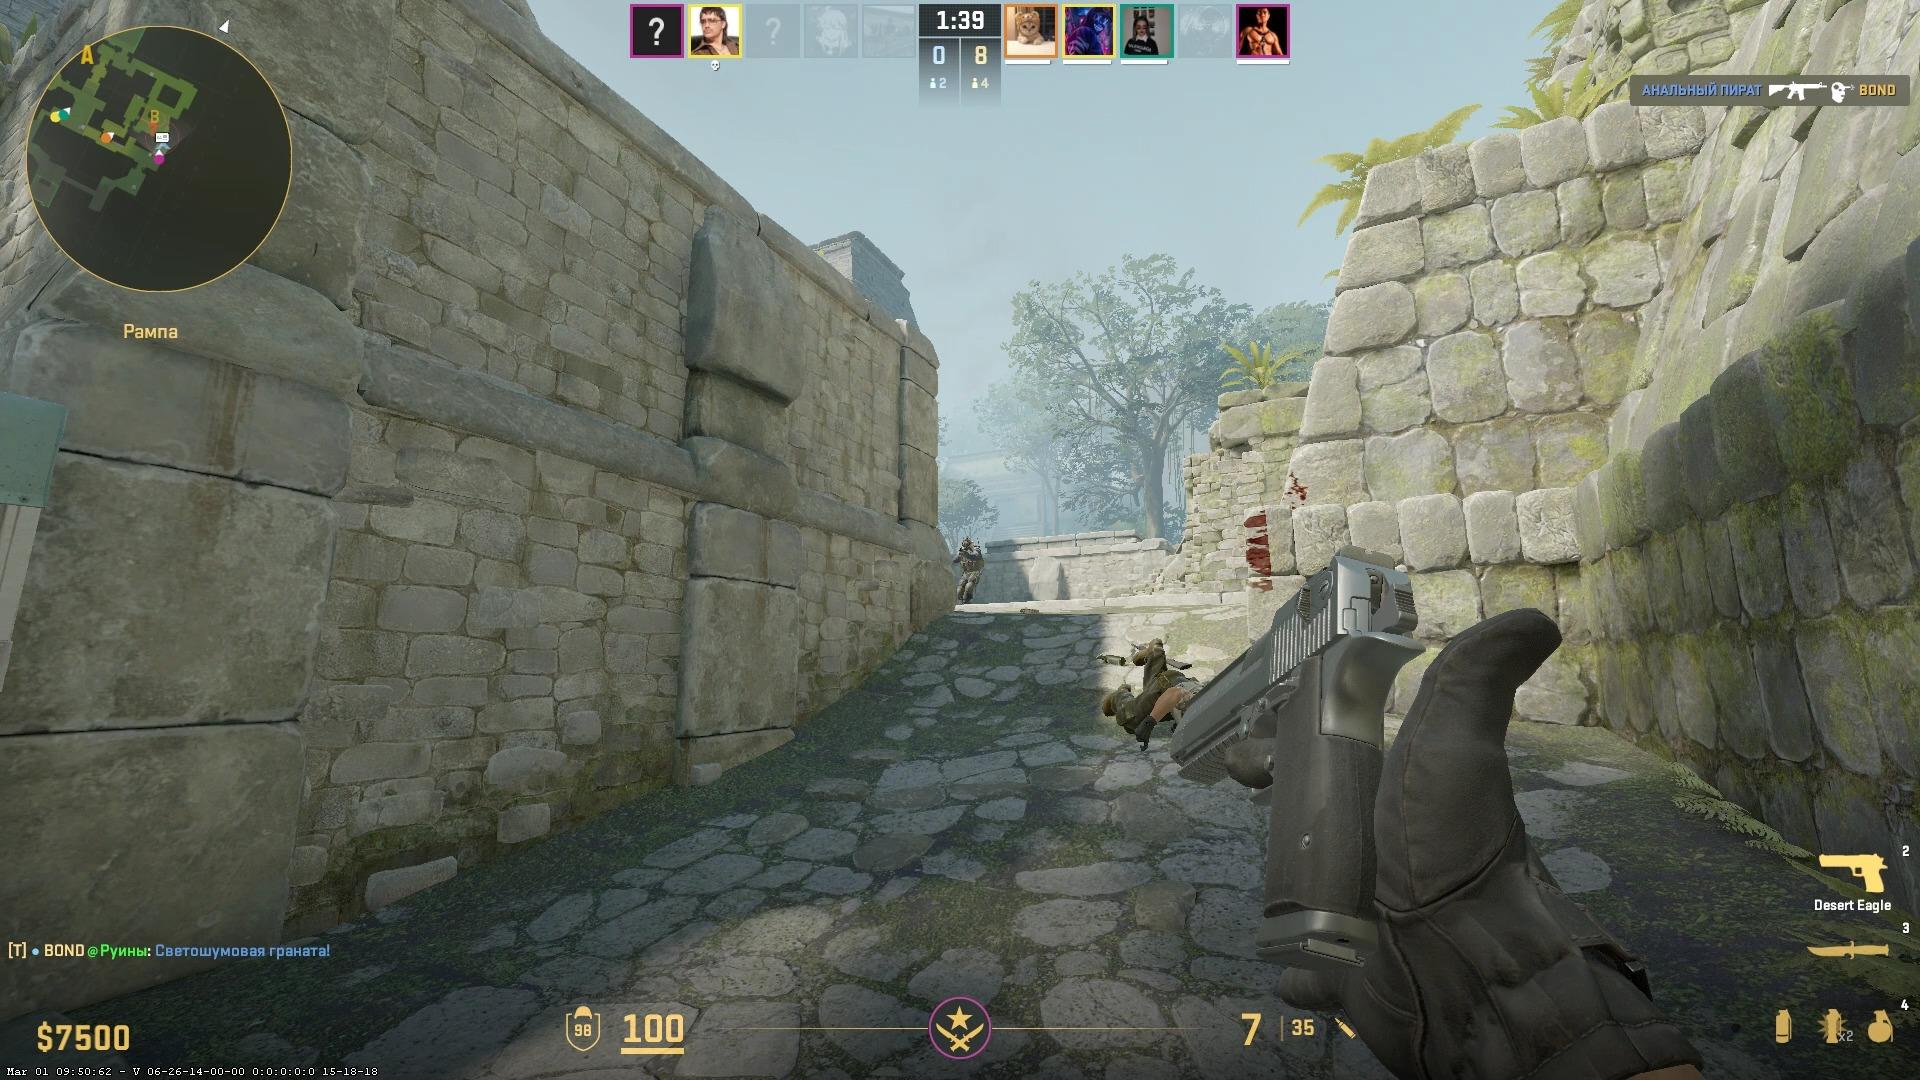 A
B
?
?
1:39
0 8
2 4
АНАЛЬНЫЙ ПИРАТ BOND
Рампа
[T] • BOND@Руины: Светошумовая граната!
2
Desert Eagle
3
4
x2
$7500
98 100
7 | 35
Mar 01 09:50:62 - V 06-26-14-00-00 0:0:0:0:0 15-18-18